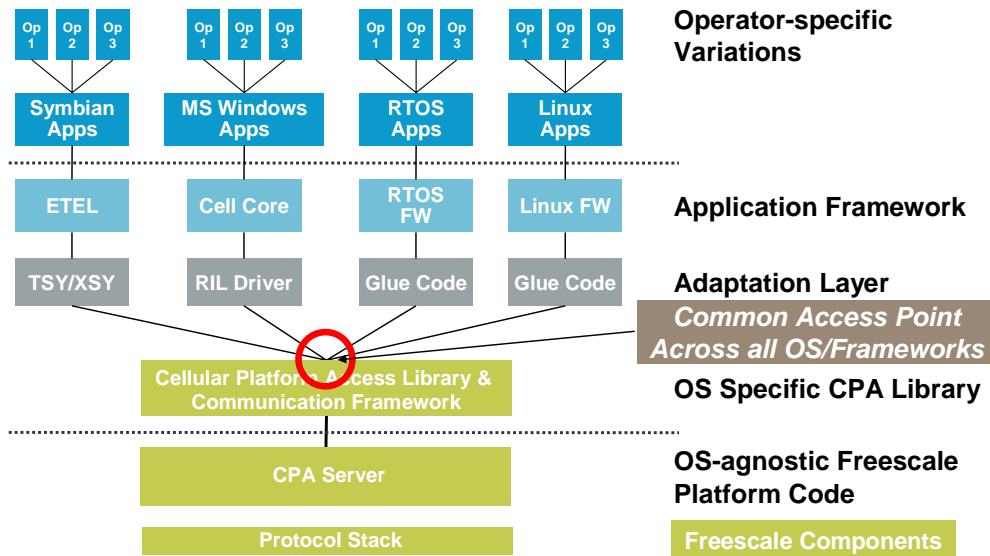 Op 1 Op 2 Op 3 Op 1 Op 2 Op 3 Op 1 Op 2 Op 3 Op 1 Op 2 Op 3
Operator-specific
Variations
Symbian Apps
MS Windows Apps
RTOS Apps
Linux Apps
ETEL
Cell Core
RTOS FW
Linux FW
Application Framework
TSY/XSY
RIL Driver
Glue Code
Glue Code
Adaptation Layer
Common Access Point
Across all OS/Frameworks
Cellular Platform Access Library &
Communication Framework
OS Specific CPA Library
CPA Server
OS-agnostic Freescale
Platform Code
Protocol Stack
Freescale Components